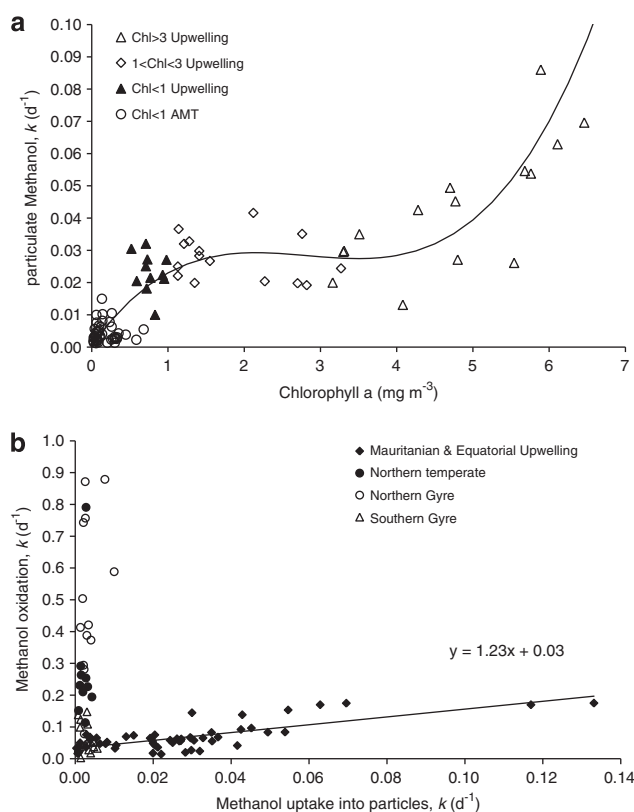 a
0.10
0.09
0.08
0.07
0.06
0.05
0.04
0.03
0.02
0.01
0.00
particulate Methanol, k (d-1)
Chl>3 Upwelling
1<Chl<3 Upwelling
Chl<1 Upwelling
Chl<1 AMT
0 1 2 3 4 5 6 7
Chlorophyll a (mg m-3)
b
1.0
0.9
0.8
0.7
0.6
0.5
0.4
0.3
0.2
0.1
0.0
Methanol oxidation, k (d-1)
Mauritanian & Equatorial Upwelling
Northern temperate
Northern Gyre
Southern Gyre
y = 1.23x + 0.03
0.00 0.02 0.04 0.06 0.08 0.10 0.12 0.14
Methanol uptake into particles, k (d-1)